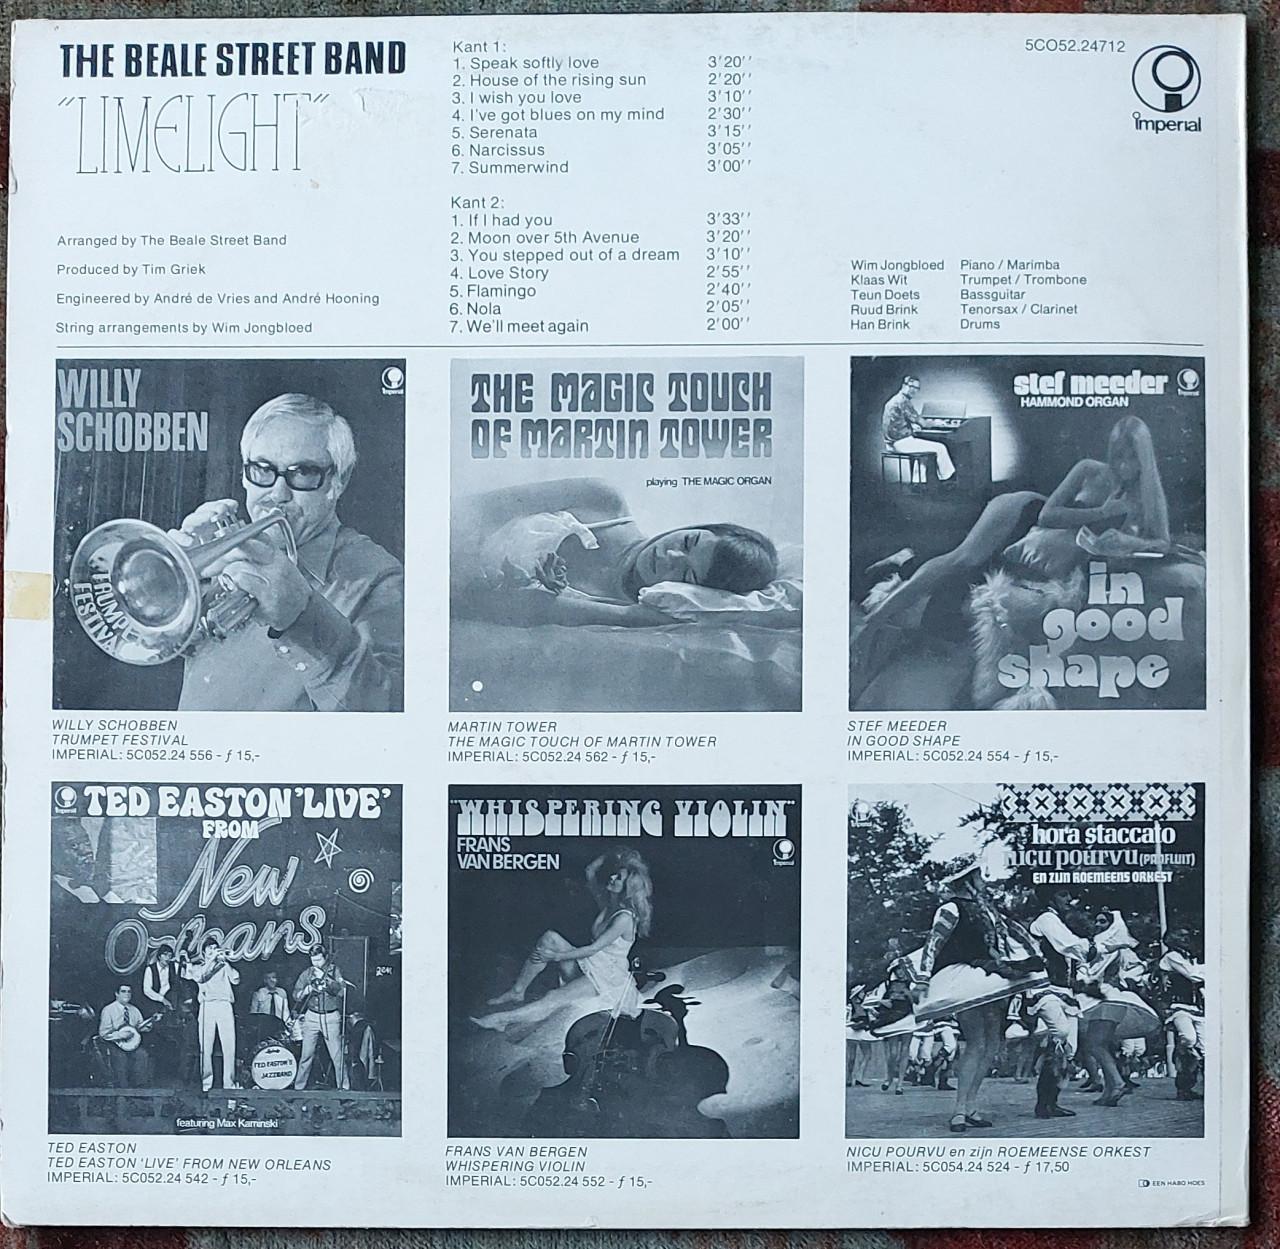 THE BEALE STREET BAND
"LIMELIGHT"
Arranged by The Beale Street Band
Produced by Tim Griek
Engineered by André de Vries and André Hooning
String arrangements by Wim Jongbloed
Kant 1:
1. Speak softly love 3'20''
2. House of the rising sun 2'20''
3. I wish you love 3'10''
4. I've got blues on my mind 2'30''
5. Serenata 3'15''
6. Narcissus 3'05''
7. Summerwind 3'00''
Kant 2:
1. If I had you 3'33''
2. Moon over 5th Avenue 3'20''
3. You stepped out of a dream 3'10''
4. Love Story 2'55''
5. Flamingo 2'40''
6. Nola 2'05''
7. We'll meet again 2'00''
5CO52.24712
Imperial
Wim Jongbloed Piano / Marimba
Klaas Wit Trumpet / Trombone
Teun Doets Bassguitar
Ruud Brink Tenorsax / Clarinet
Han Brink Drums
WILLY
SCHOBBEN
Imperial
TRUMPET
FESTIVAL
WILLY SCHOBBEN
TRUMPET FESTIVAL
IMPERIAL: 5C052.24 556 - ƒ 15,-
THE MAGIC TOUCH
OF MARTIN TOWER
playing THE MAGIC ORGAN
MARTIN TOWER
THE MAGIC TOUCH OF MARTIN TOWER
IMPERIAL: 5C052.24 562 - ƒ 15,-
stef meeder
HAMMOND ORGAN
Imperial
in
good
shape
STEF MEEDER
IN GOOD SHAPE
IMPERIAL: 5C052.24 554 - ƒ 15,-
Imperial
TED EASTON 'LIVE'
FROM
New
Orleans
TED EASTON'S
JAZZBAND
featuring Max Kaminski
TED EASTON
TED EASTON 'LIVE' FROM NEW ORLEANS
IMPERIAL: 5C052.24 542 - ƒ 15,-
"WHISPERING VIOLIN"
FRANS
VAN BERGEN
Imperial
FRANS VAN BERGEN
WHISPERING VIOLIN
IMPERIAL: 5C052.24 552 - ƒ 15,-
Imperial
hora staccato
nicu pourvu (PANFLUIT)
EN ZIJN ROEMEENS ORKEST
NICU POURVU en zijn ROEMEENSE ORKEST
IMPERIAL: 5C054.24 524 - ƒ 17,50
EEN HABO HOES